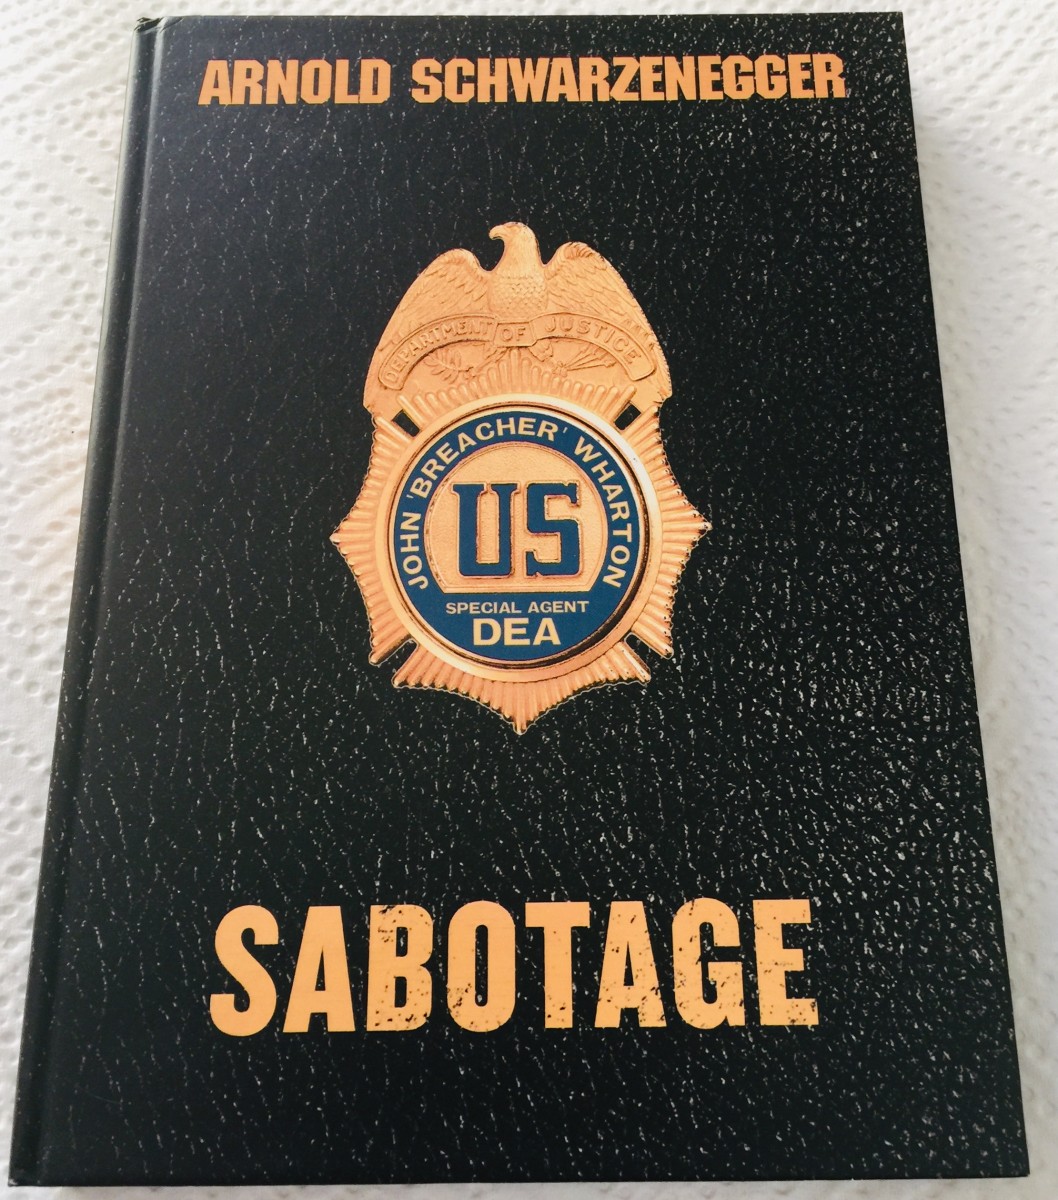 ARNOLD SCHWARZENEGGER
DEPARTMENT OF JUSTICE
JOHN 'BREACHER' WHARTON
US
SPECIAL AGENT
DEA
SABOTAGE